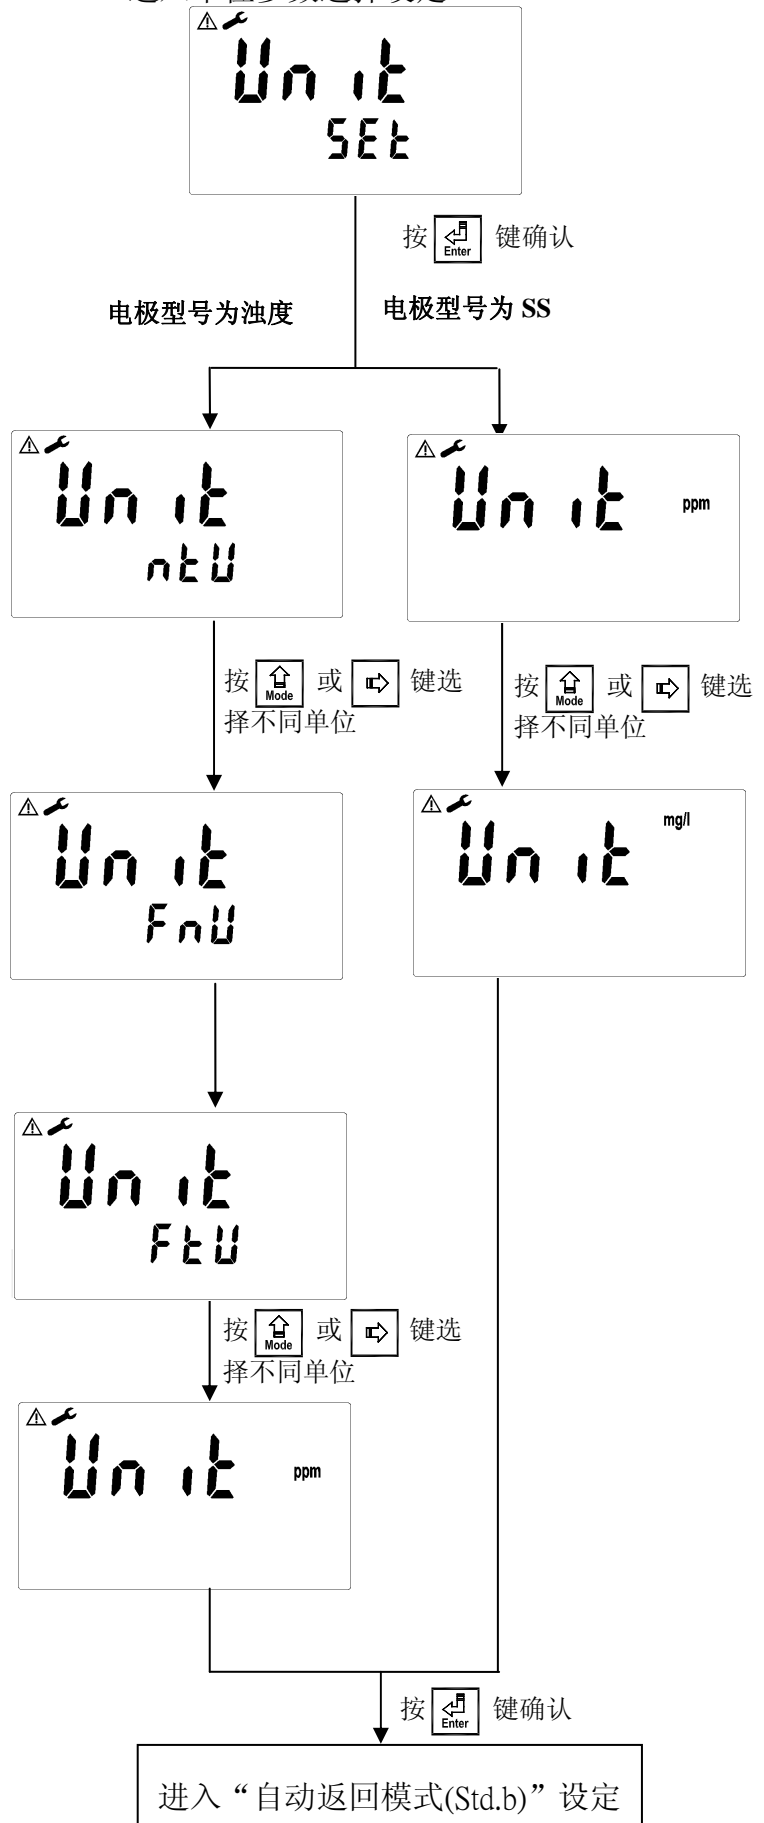 Unit
SEt
按 Enter 键确认
电极型号为浊度
电极型号为 SS
Unit
ntU
Unit ppm
按 Mode 或 键选
择不同单位
按 Mode 或 键选
择不同单位
Unit
FnU
Unit mg/l
Unit
FtU
按 Mode 或 键选
择不同单位
Unit ppm
按 Enter 键确认
进入“自动返回模式(Std.b)”设定